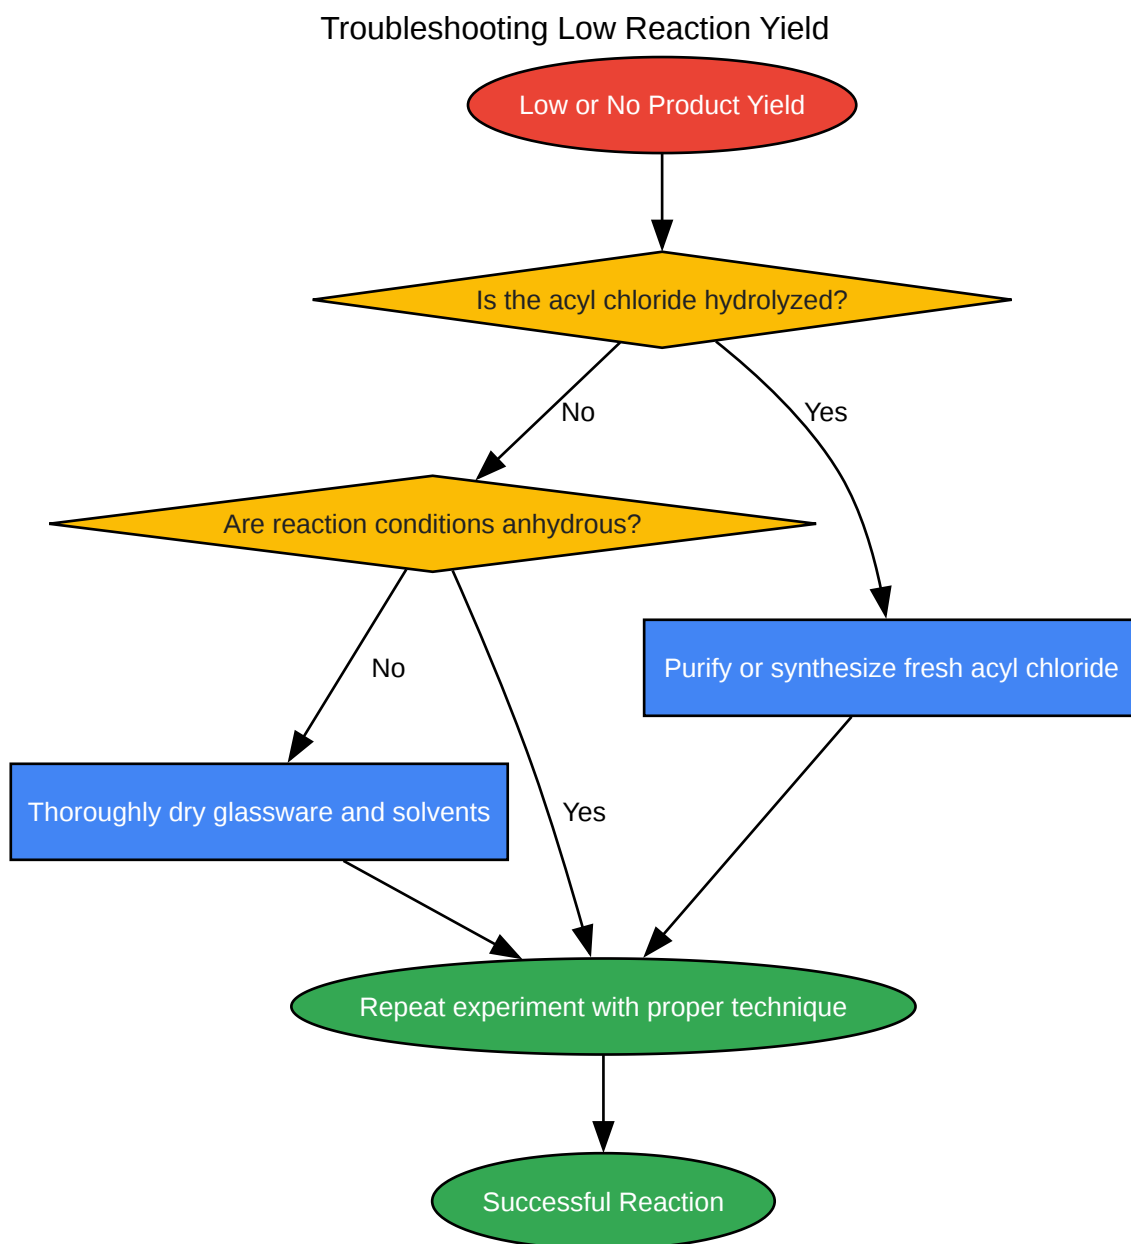 Troubleshooting Low Reaction Yield
Low or No Product Yield
Is the acyl chloride hydrolyzed?
No
Yes
Are reaction conditions anhydrous?
No
Purify or synthesize fresh acyl chloride
Thoroughly dry glassware and solvents
Yes
Repeat experiment with proper technique
Successful Reaction